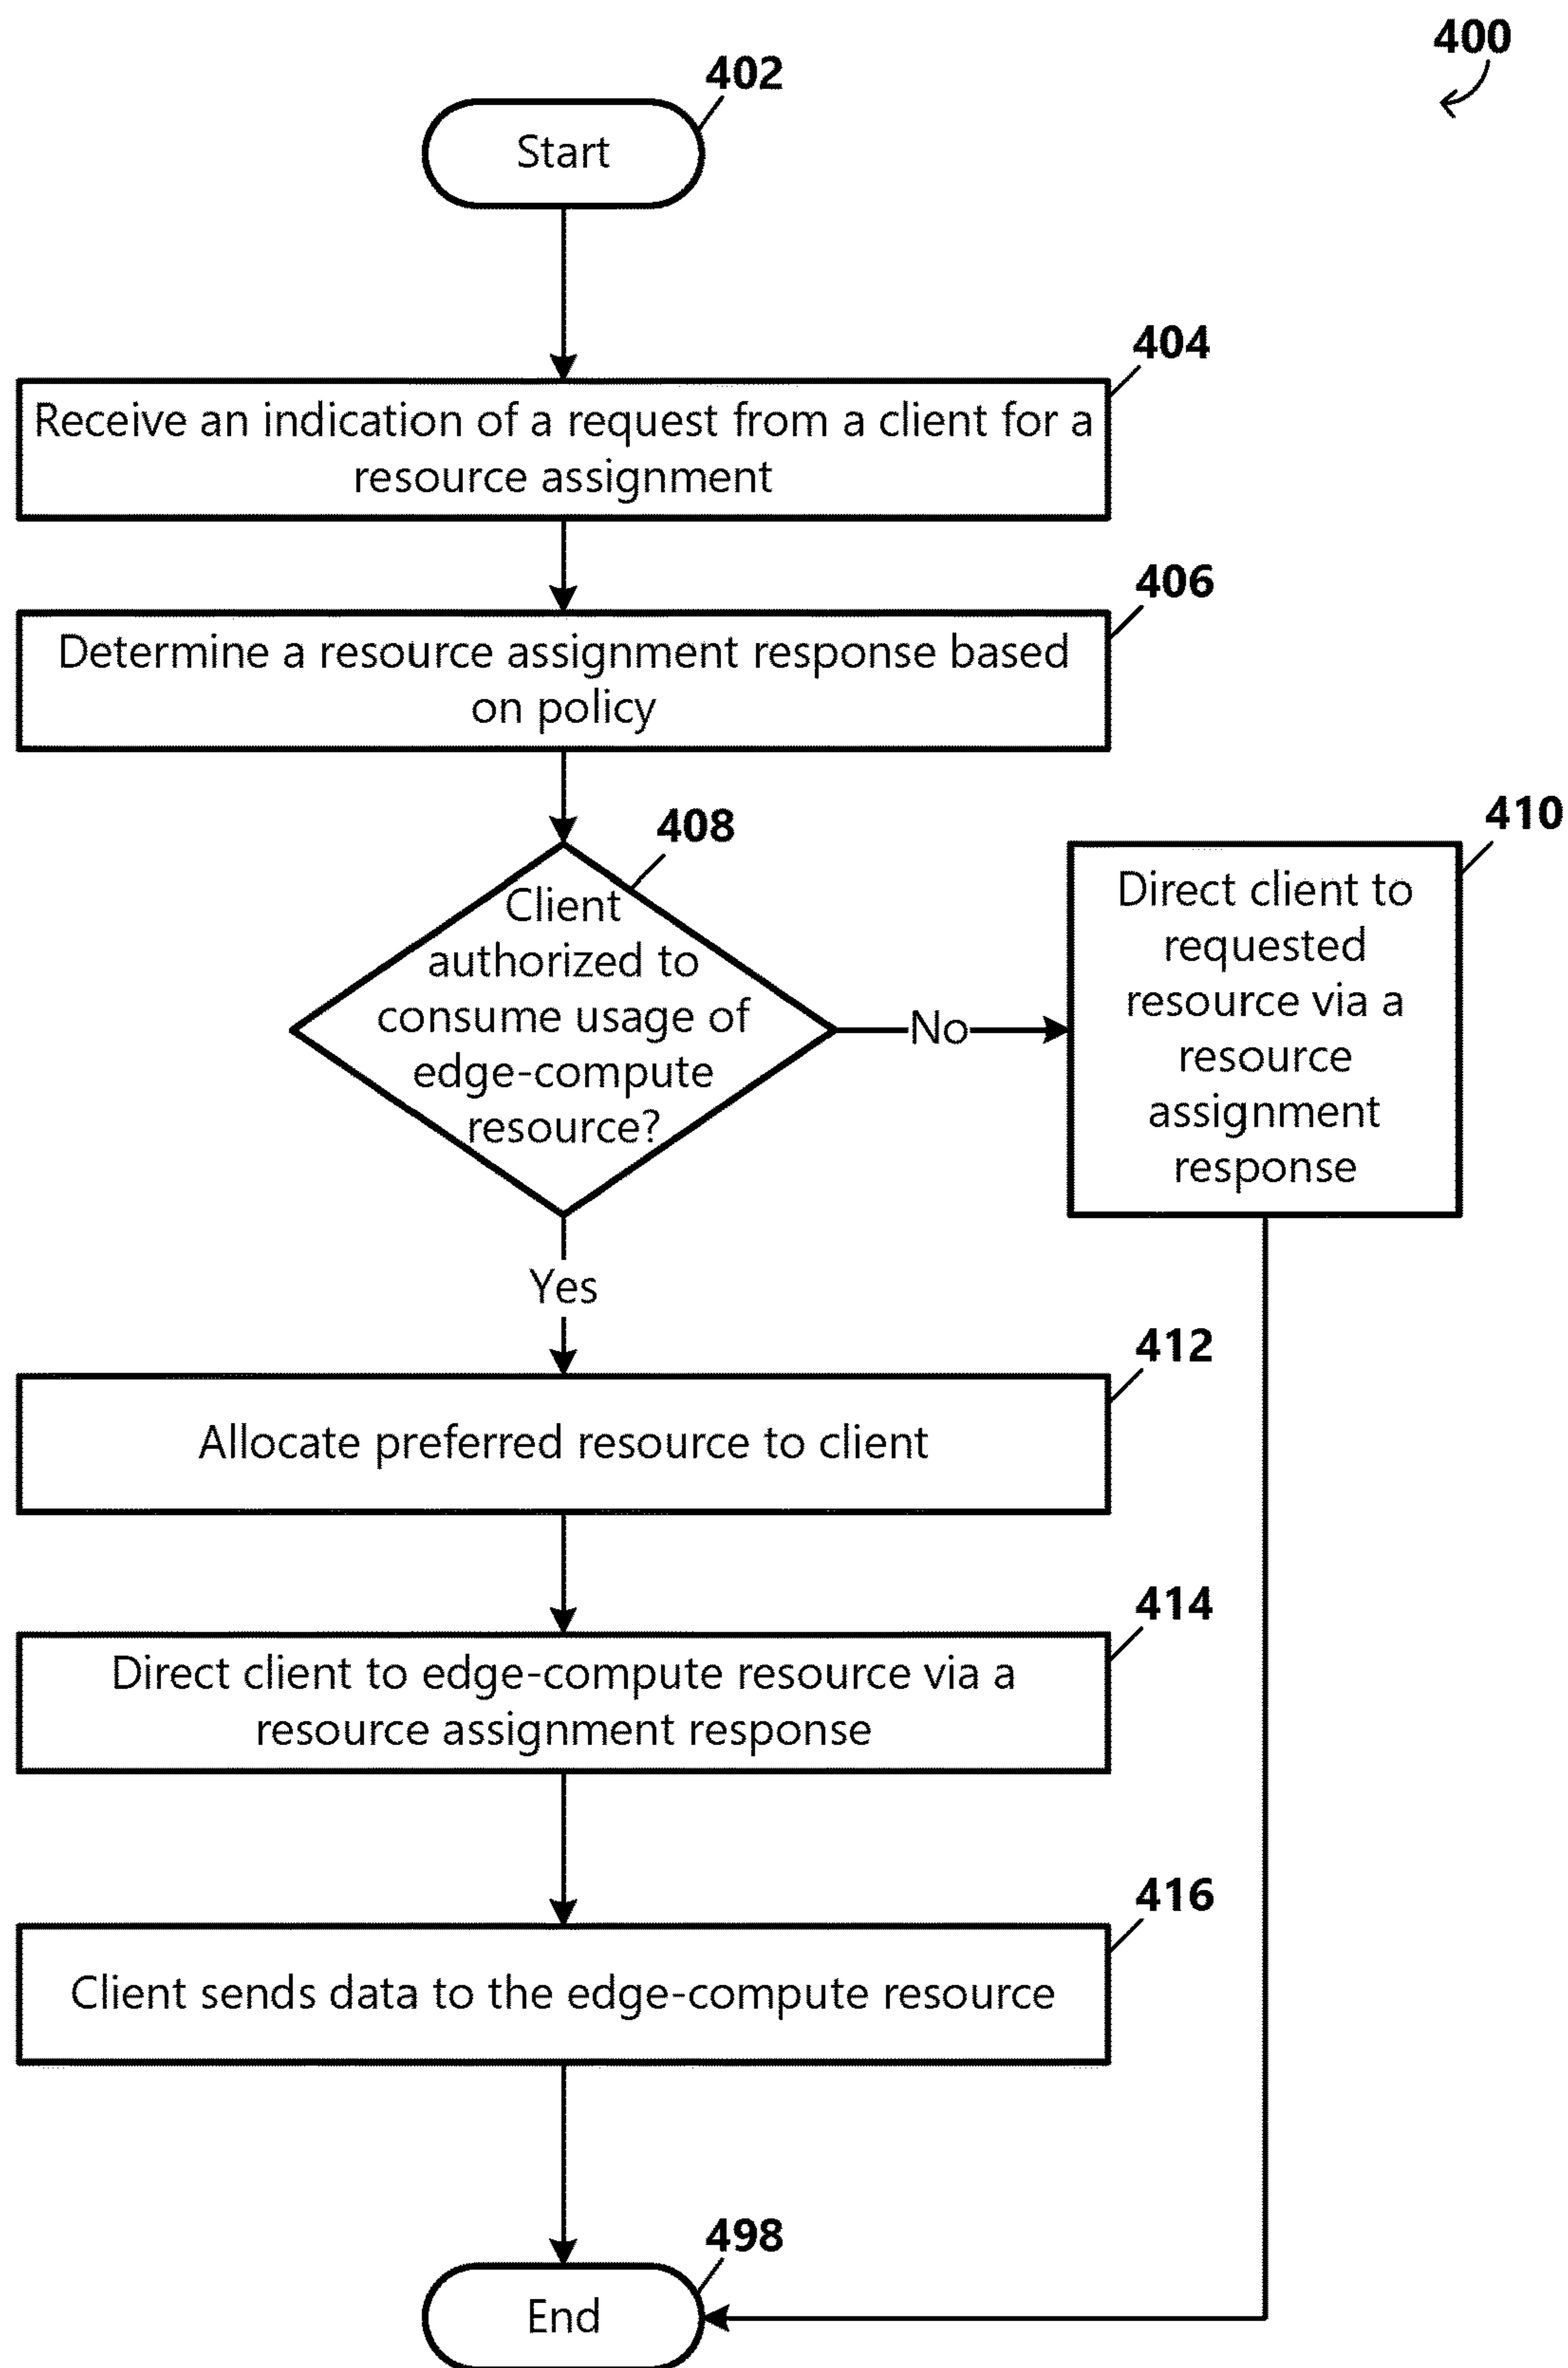 400
402
Start
404
Receive an indication of a request from a client for a
resource assignment
406
Determine a resource assignment response based
on policy
408
Client
authorized to
consume usage of
edge-compute
resource?
No
410
Direct client to
requested
resource via a
resource
assignment
response
Yes
412
Allocate preferred resource to client
414
Direct client to edge-compute resource via a
resource assignment response
416
Client sends data to the edge-compute resource
498
End